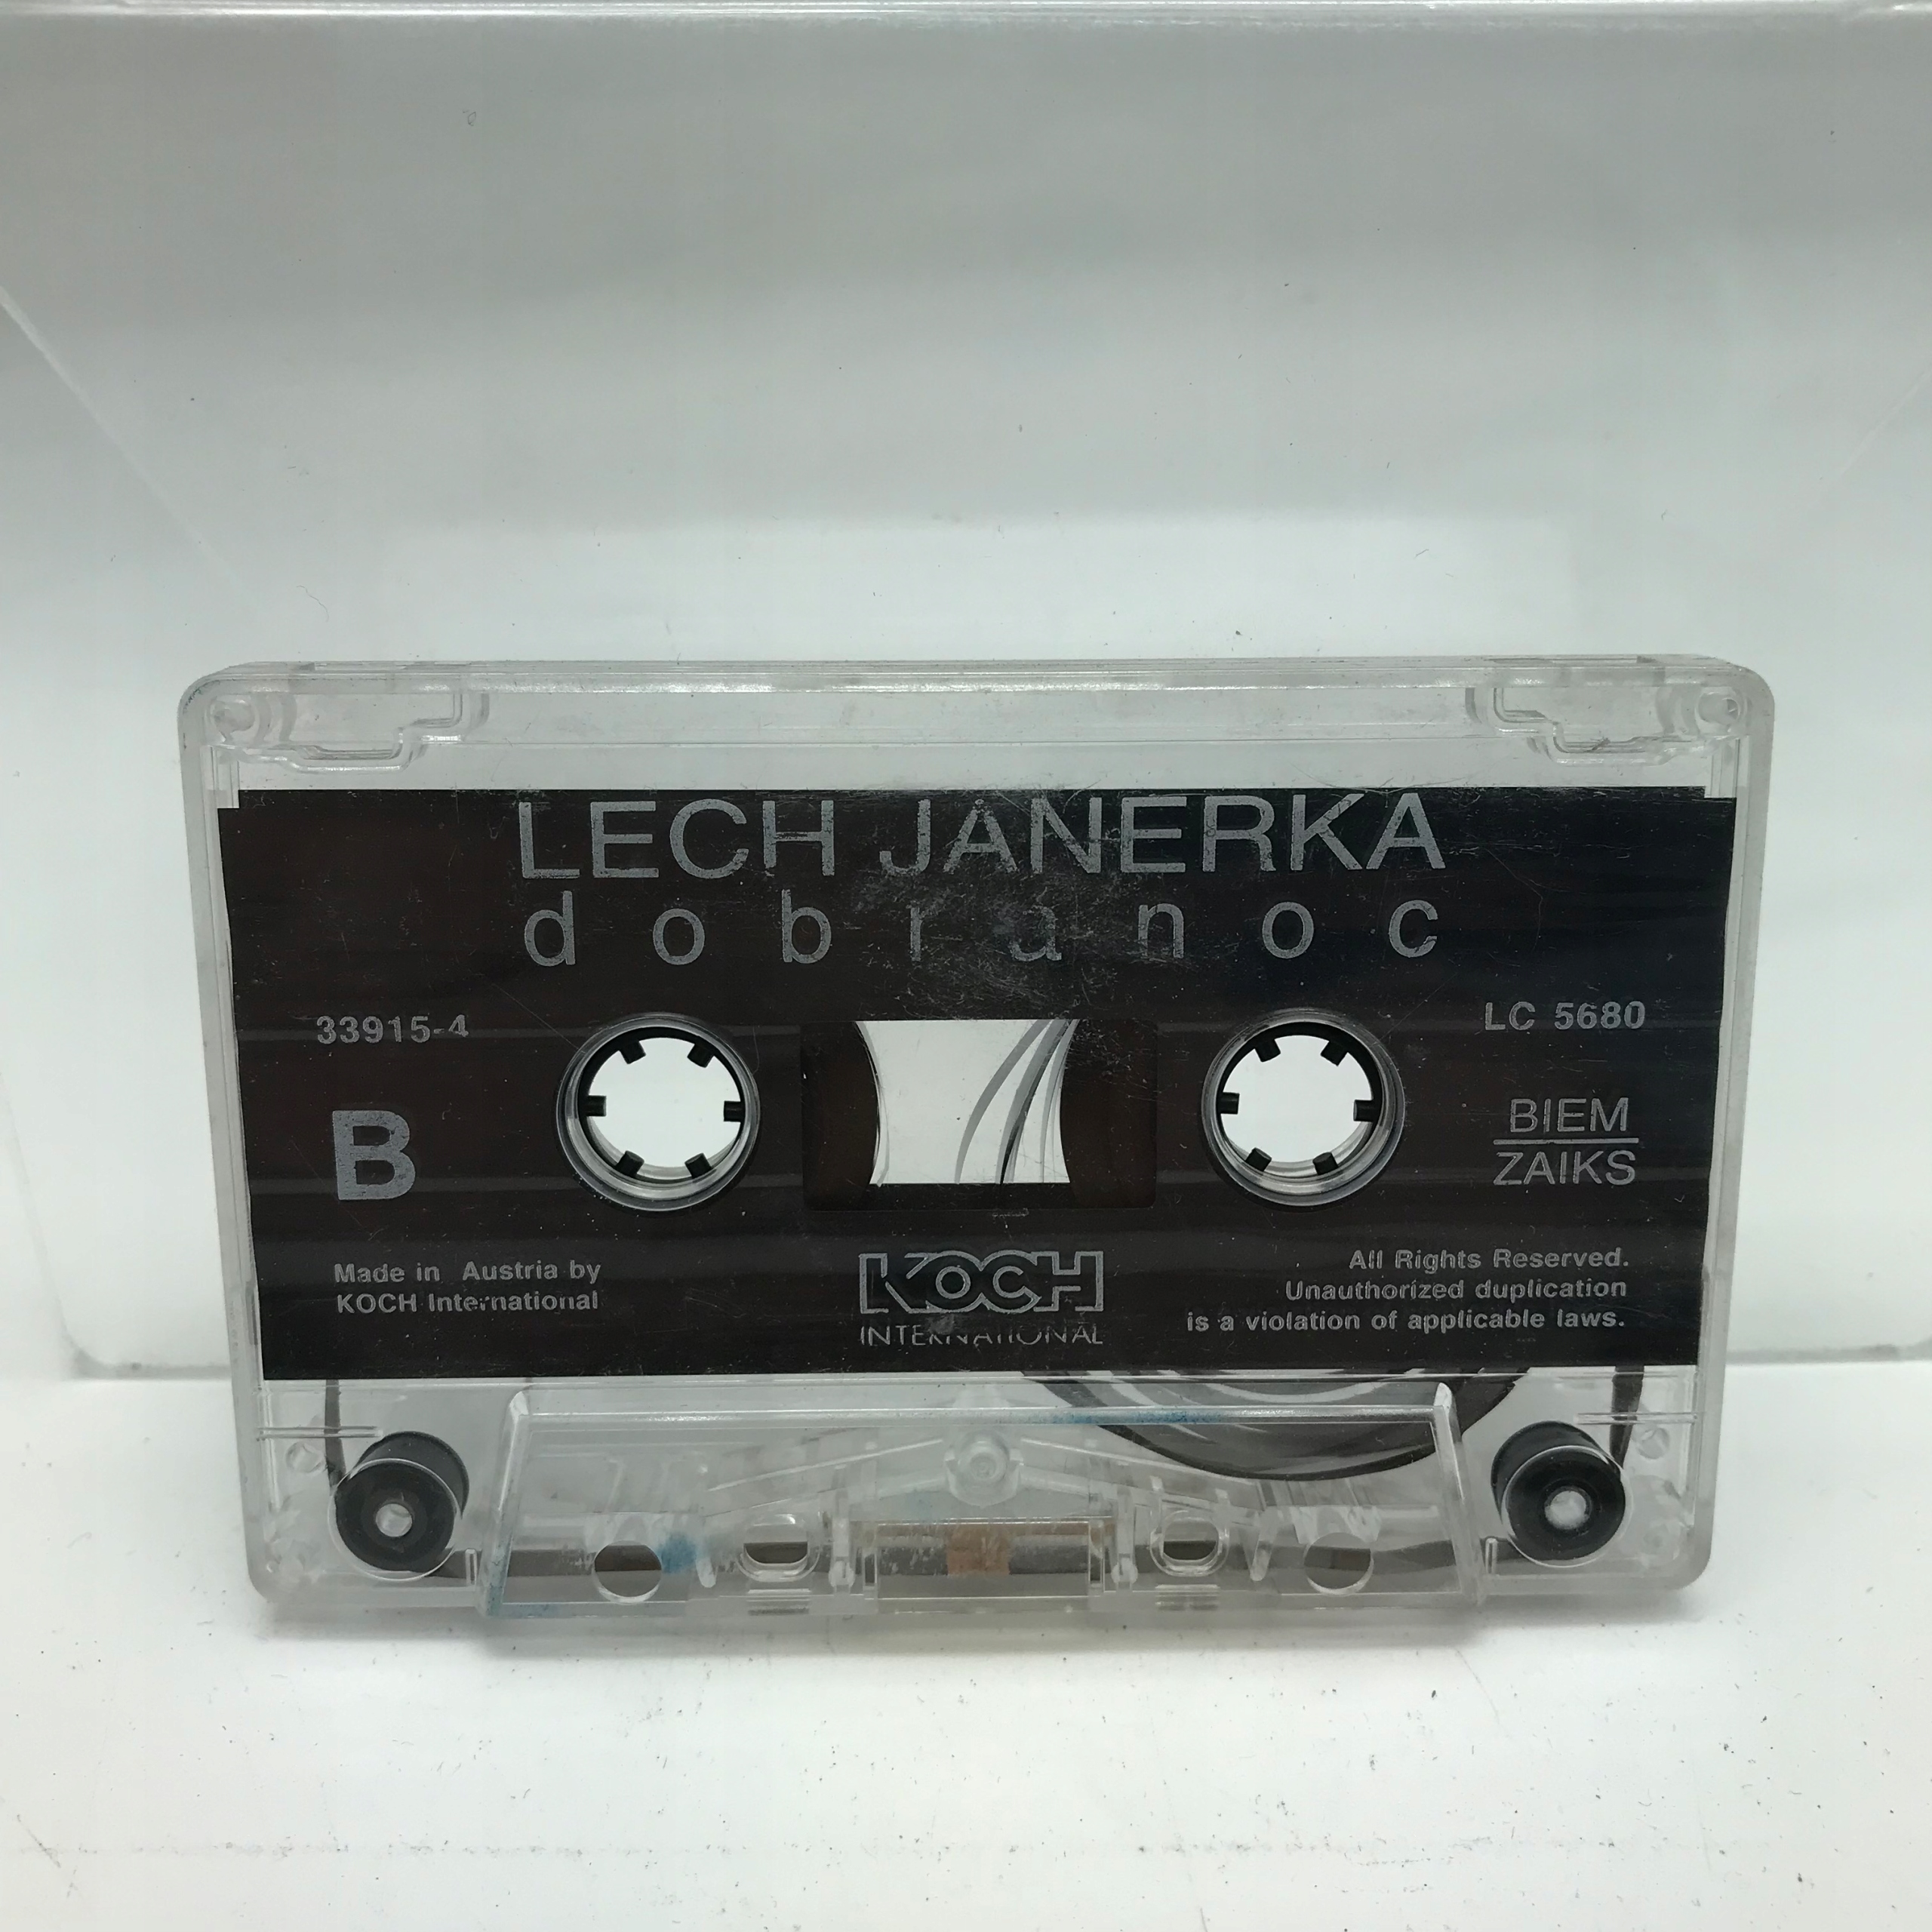 LECH JANERKA
dobranoc
33915-4
LC 5680
B
BIEM
ZAIKS
Made in Austria by
KOCH International
KOCH
INTERNATIONAL
All Rights Reserved.
Unauthorized duplication
is a violation of applicable laws.